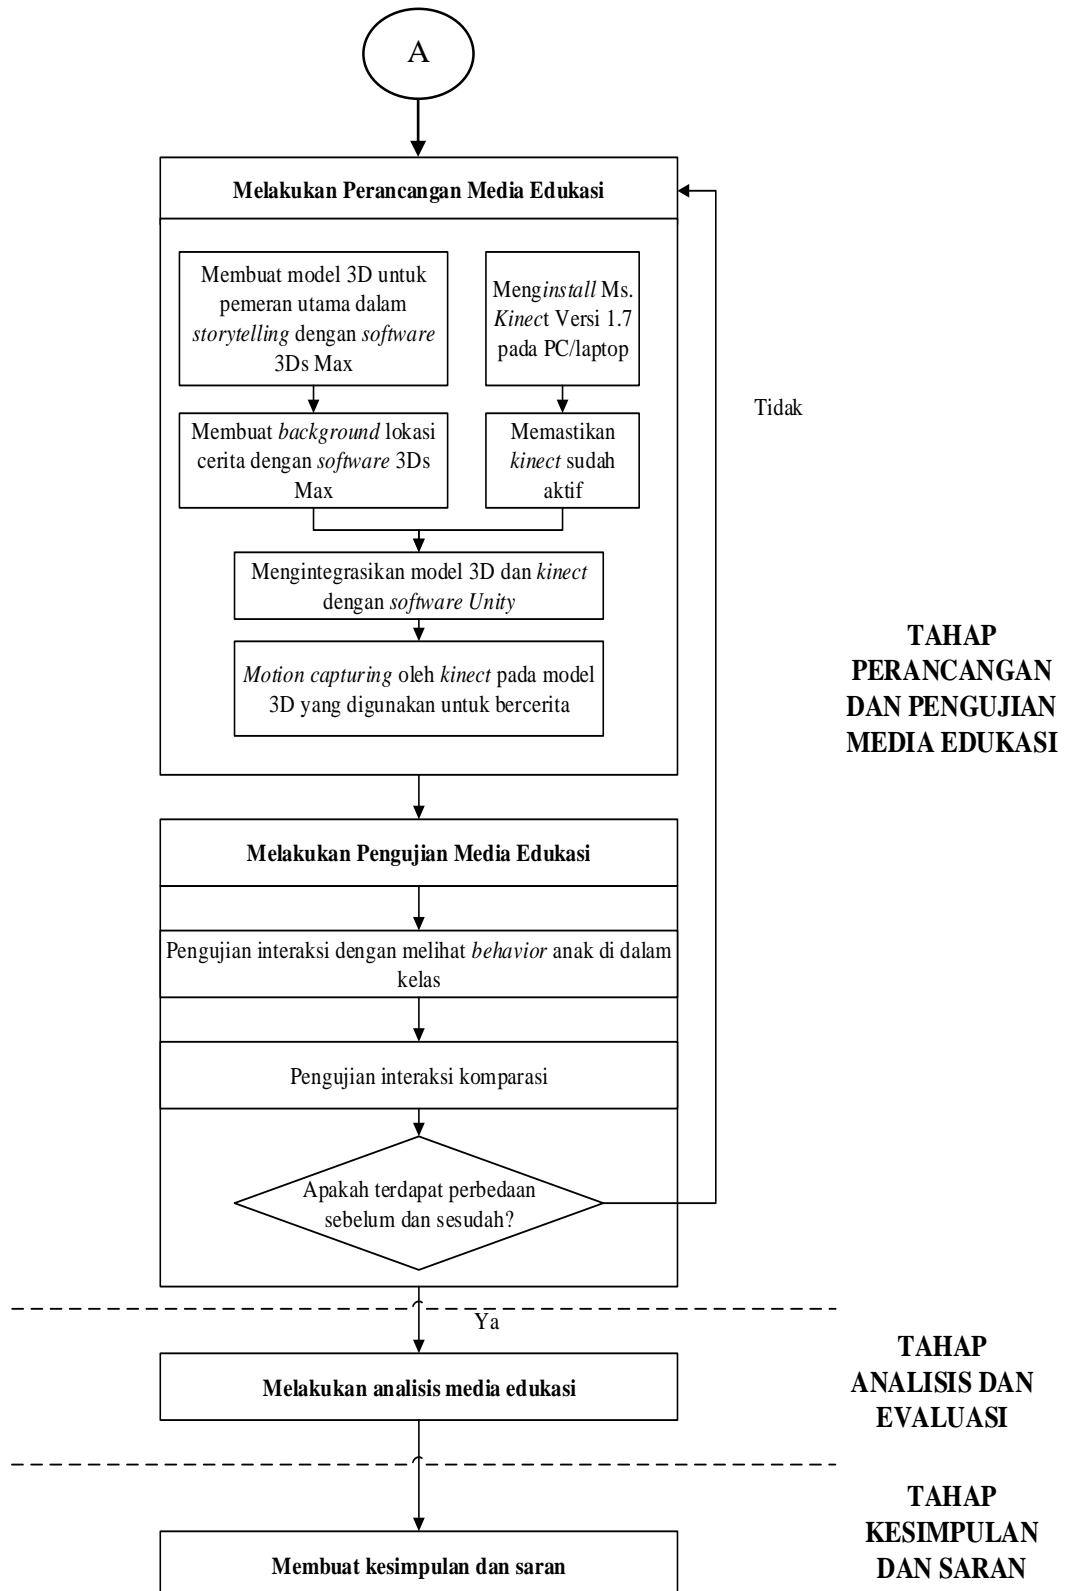 A
Melakukan Perancangan Media Edukasi
Membuat model 3D untuk
pemeran utama dalam
storytelling dengan software
3Ds Max
Menginstall Ms.
Kinect Versi 1.7
pada PC/laptop
Tidak
Membuat background lokasi
cerita dengan software 3Ds
Max
Memastikan
kinect sudah
aktif
Mengintegrasikan model 3D dan kinect
dengan software Unity
Motion capturing oleh kinect pada model
3D yang digunakan untuk bercerita
TAHAP
PERANCANGAN
DAN PENGUJIAN
MEDIA EDUKASI
Melakukan Pengujian Media Edukasi
Pengujian interaksi dengan melihat behavior anak di dalam
kelas
Pengujian interaksi komparasi
Apakah terdapat perbedaan
sebelum dan sesudah?
Ya
Melakukan analisis media edukasi
TAHAP
ANALISIS DAN
EVALUASI
Membuat kesimpulan dan saran
TAHAP
KESIMPULAN
DAN SARAN